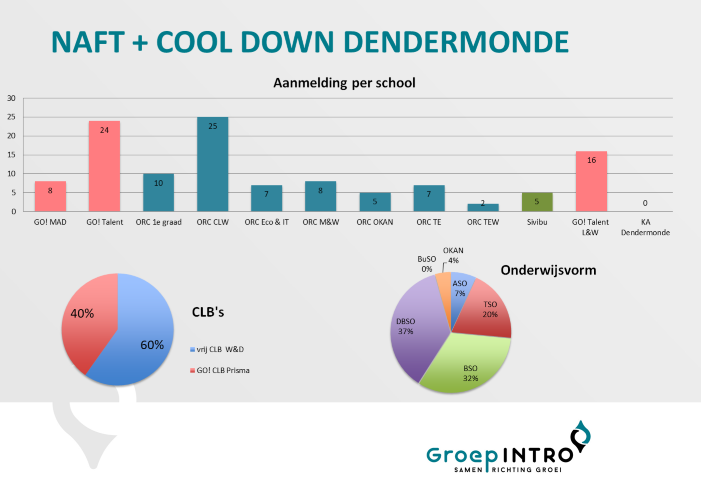 NAFT + COOL DOWN DENDERMONDE
Aanmelding per school
30
25
20
15
10
5
0
8
24
10
25
7
8
5
7
2
5
16
0
GO! MAD
GO! Talent
ORC 1e graad
ORC CLW
ORC Eco & IT
ORC M&W
ORC OKAN
ORC TE
ORC TEW
Sivibu
GO! Talent
L&W
KA
Dendermonde
CLB's
40%
60%
vrij CLB W&D
GO! CLB Prisma
Onderwijsvorm
OKAN
4%
BuSO
0%
ASO
7%
TSO
20%
DBSO
37%
BSO
32%
GroepINTRO
SAMEN RICHTING GROEI